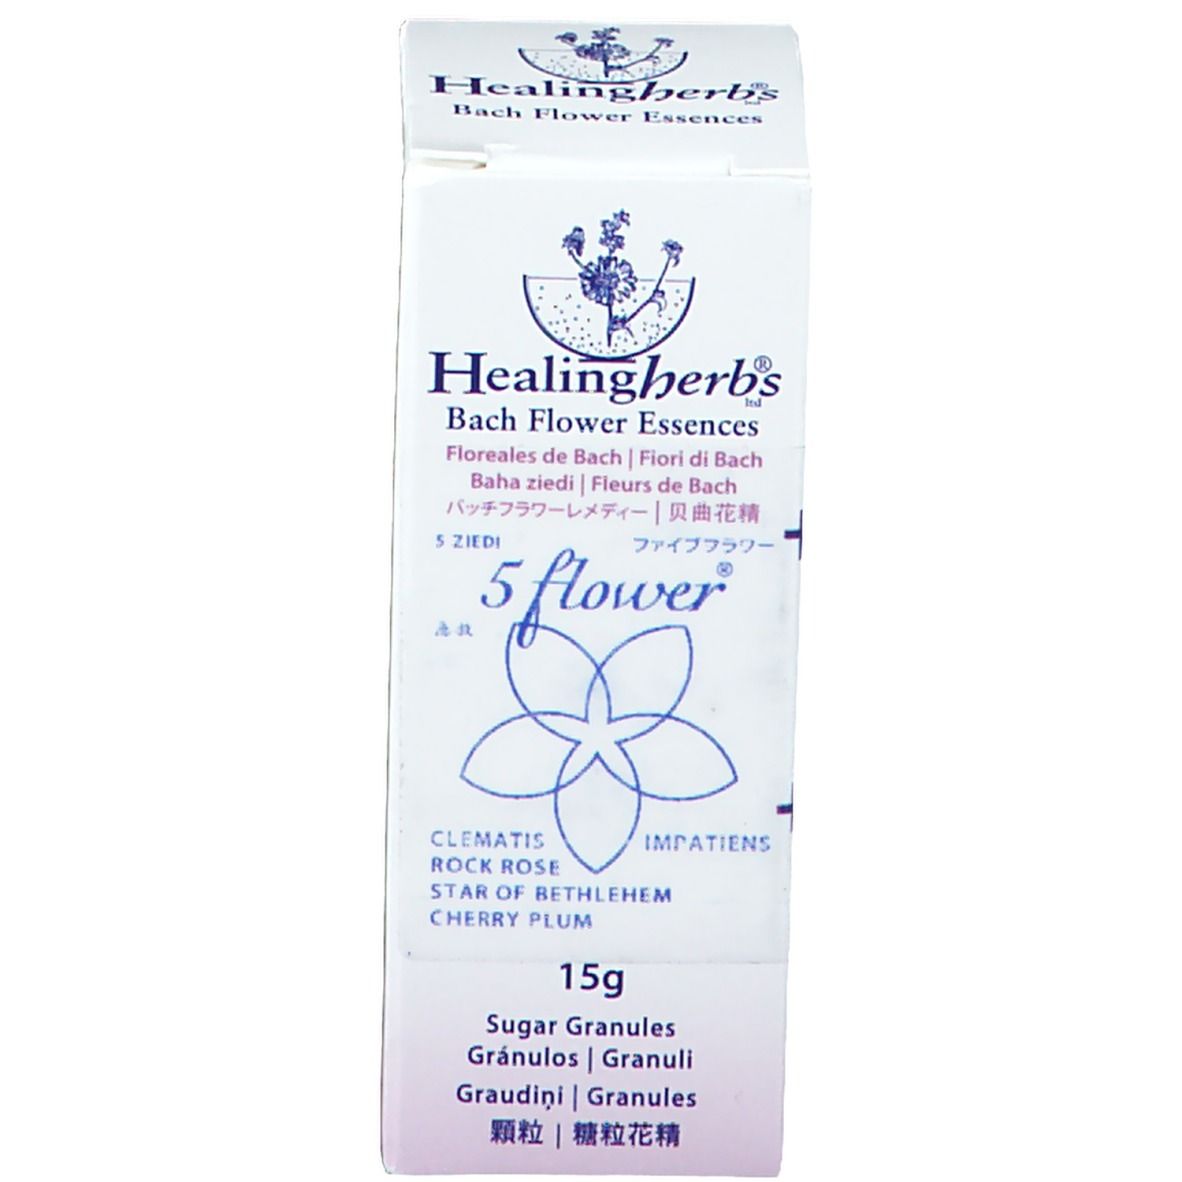 Healingherbs®
ltd
Bach Flower Essences
Healingherbs®
ltd
Bach Flower Essences
Floreales de Bach | Fiori di Bach
Baha ziedi | Fleurs de Bach
バッチフラワーレメディー | 贝曲花精
5 ZIEDI ファイブフラワー
5 flower®
CLEMATIS IMPATIENS
ROCK ROSE
STAR OF BETHLEHEM
CHERRY PLUM
15g
Sugar Granules
Gránulos | Granuli
Graudiņi | Granules
顆粒 | 糖粒花精